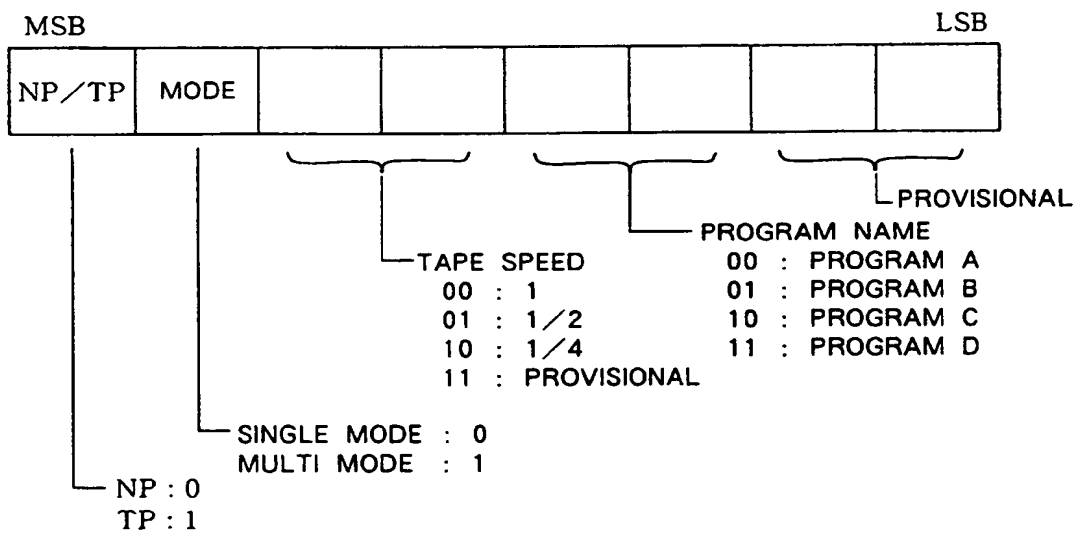 MSB LSB
NP／TP MODE
PROVISIONAL
PROGRAM NAME
00 : PROGRAM A
01 : PROGRAM B
10 : PROGRAM C
11 : PROGRAM D
TAPE SPEED
00 : 1
01 : 1／2
10 : 1／4
11 : PROVISIONAL
SINGLE MODE : 0
MULTI MODE : 1
NP : 0
TP : 1